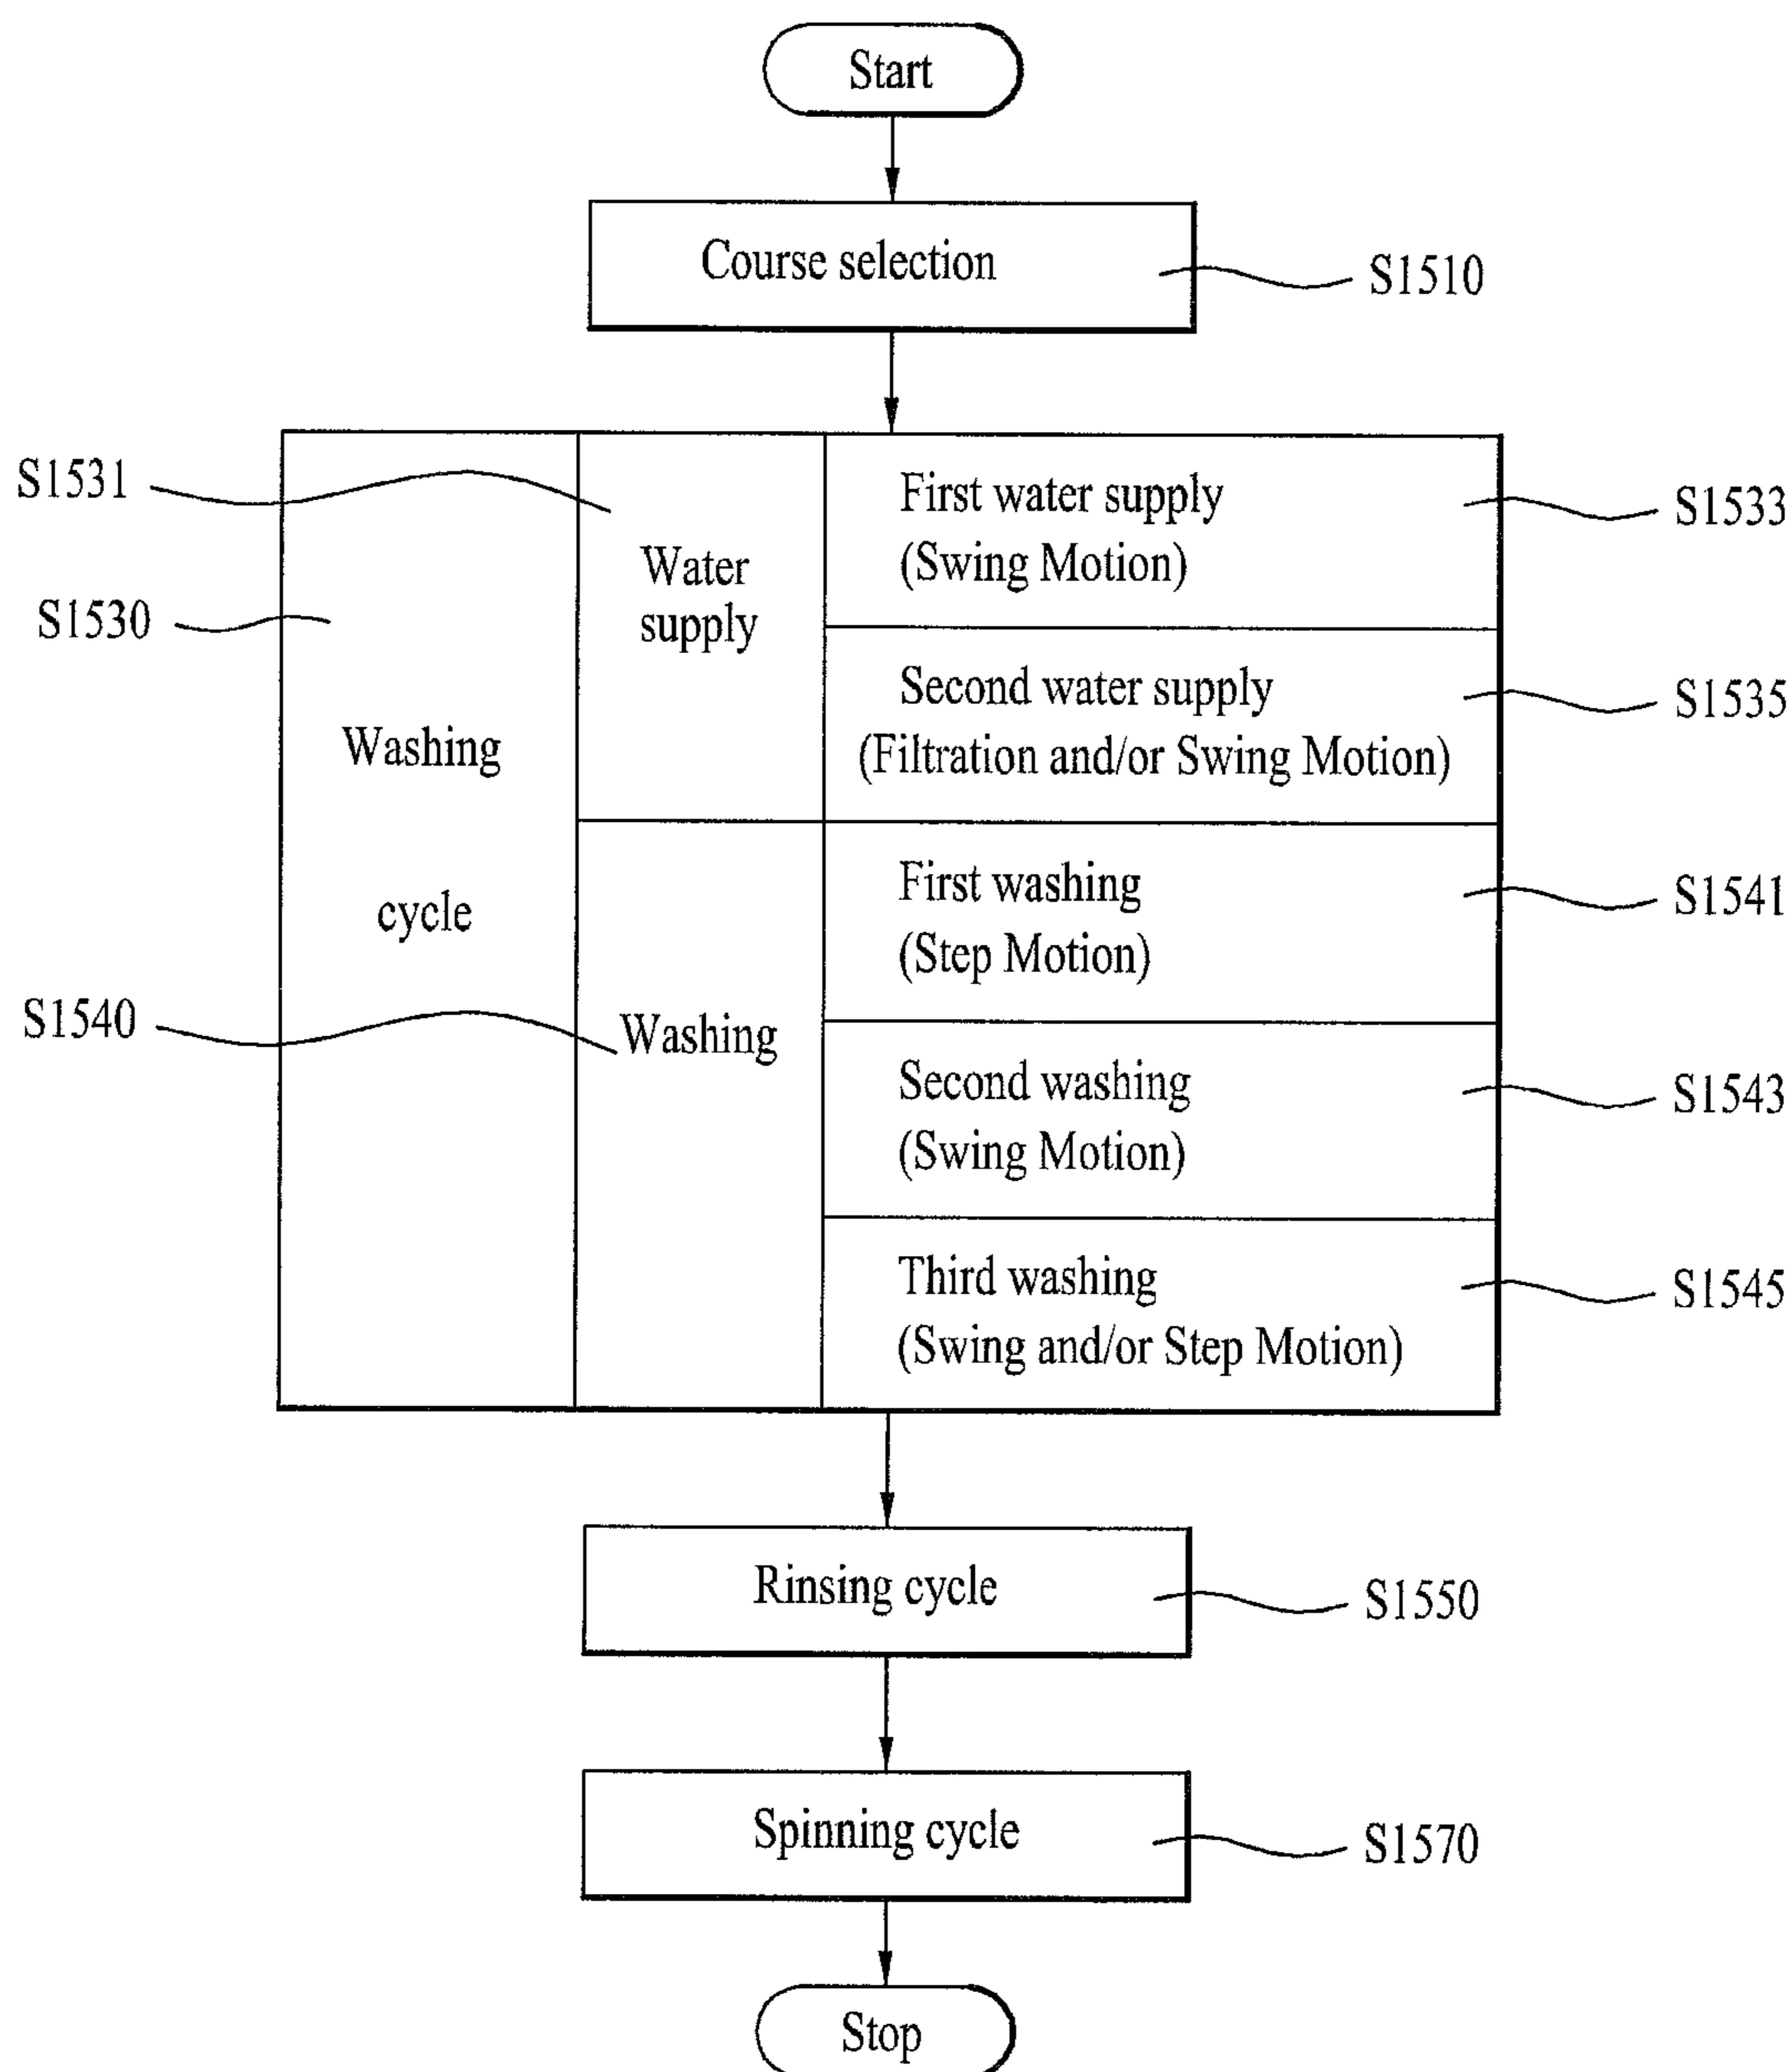 Start
Course selection
S1510
S1531
S1530
Washing
cycle
Water
supply
First water supply
(Swing Motion)
S1533
Second water supply
(Filtration and/or Swing Motion)
S1535
S1540
Washing
First washing
(Step Motion)
S1541
Second washing
(Swing Motion)
S1543
Third washing
(Swing and/or Step Motion)
S1545
Rinsing cycle
S1550
Spinning cycle
S1570
Stop